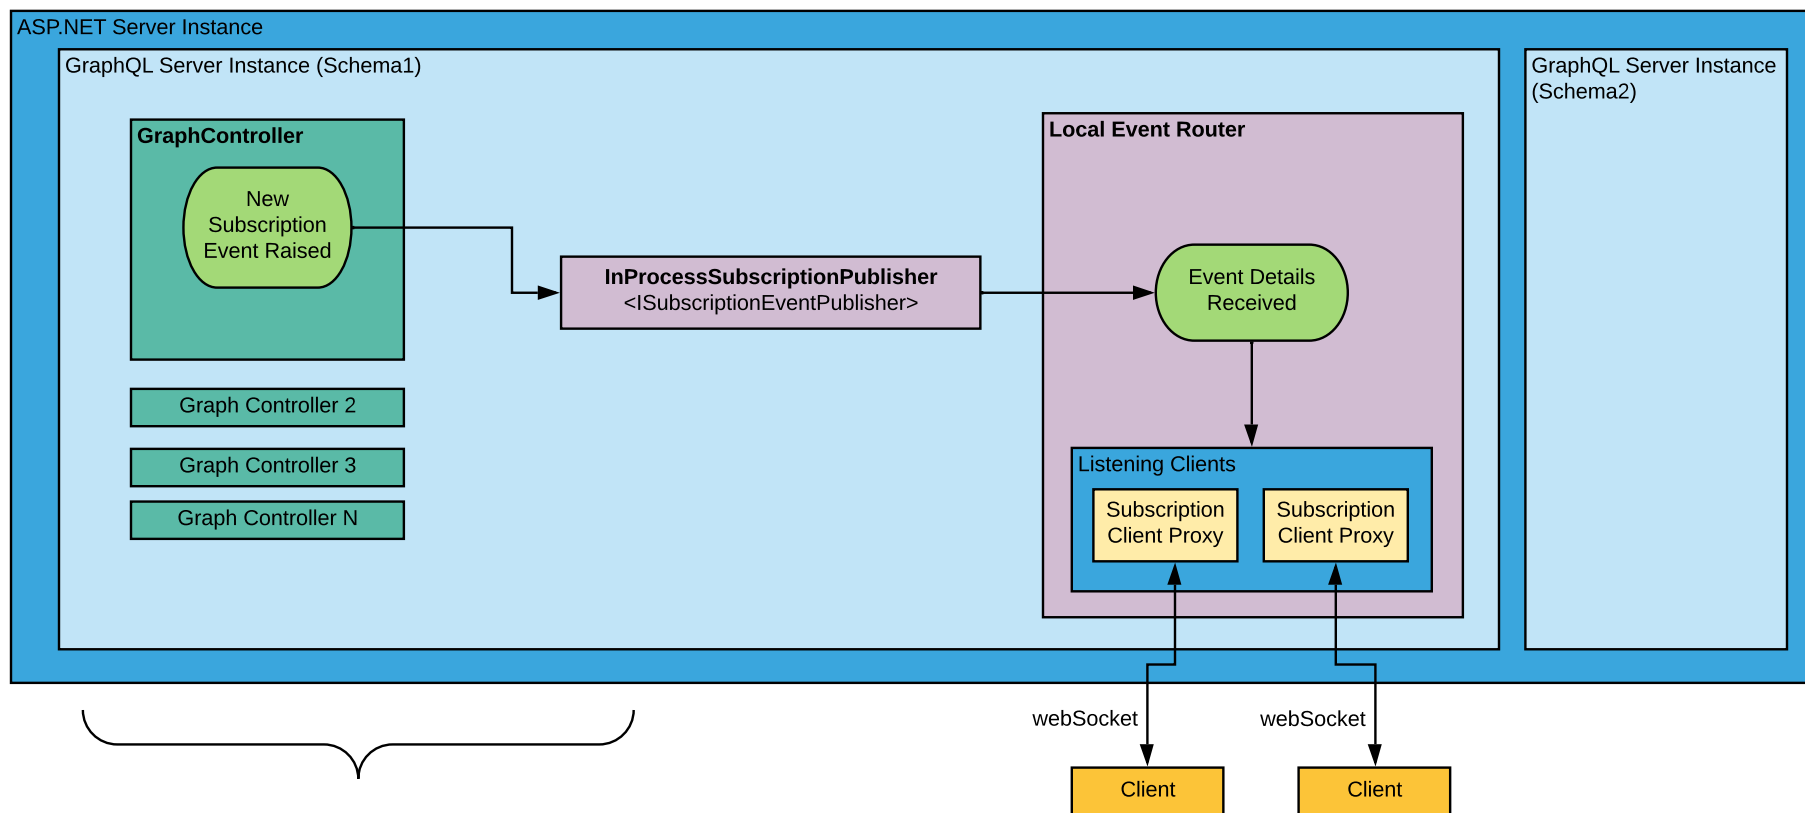 ASP.NET Server Instance
GraphQL Server Instance (Schema1)
GraphController
New
Subscription
Event Raised
Graph Controller 2
Graph Controller 3
Graph Controller N
InProcessSubscriptionPublisher
<ISubscriptionEventPublisher>
Local Event Router
Event Details
Received
Listening Clients
Subscription
Client Proxy
Subscription
Client Proxy
GraphQL Server Instance
(Schema2)
webSocket
webSocket
Client
Client